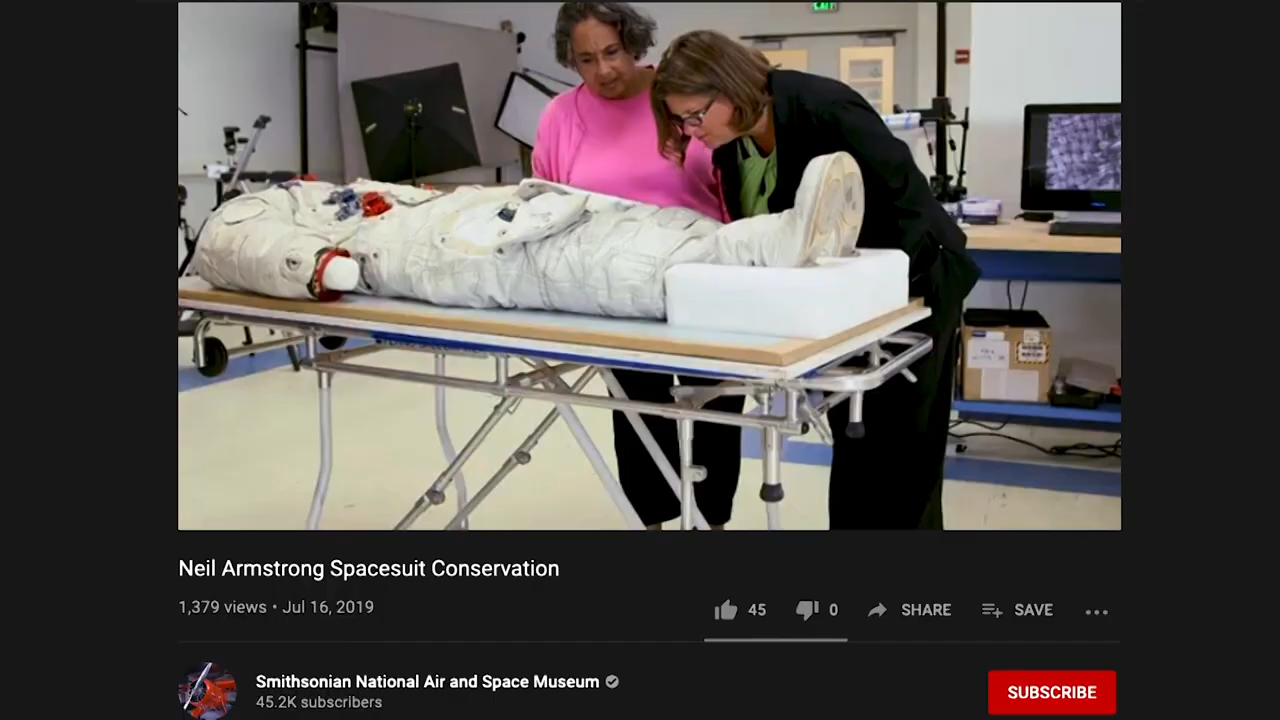 EXIT
Neil Armstrong Spacesuit Conservation
1,379 views • Jul 16, 2019
45 0 SHARE SAVE
Smithsonian National Air and Space Museum
45.2K subscribers
SUBSCRIBE